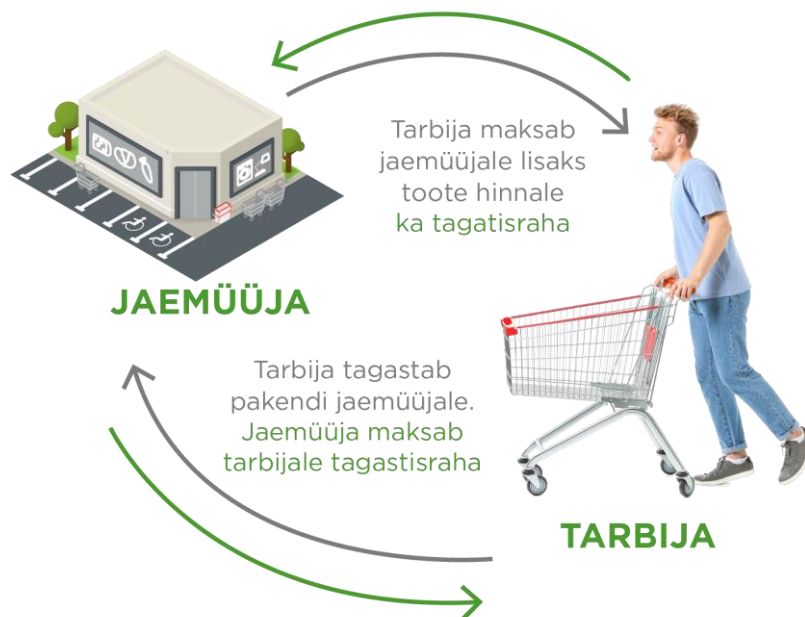 Tarbija maksab
jaemüüjale lisaks
toote hinnale
ka tagatisraha
JAEMÜÜJA
Tarbija tagastab
pakendi jaemüüjale.
Jaemüüja maksab
tarbijale tagastisraha
TARBIJA